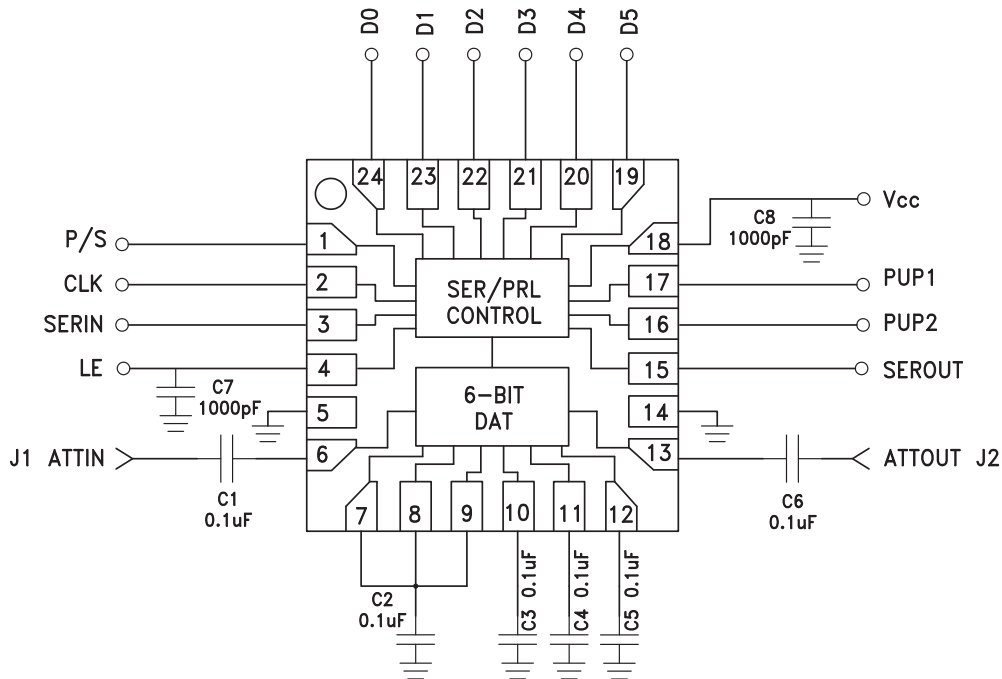 D0 D1 D2 D3 D4 D5
24 23 22 21 20 19
Vcc
C8
1000pF
P/S 1 18
CLK 2 17 PUP1
SER/PRL
CONTROL
SERIN 3 16 PUP2
LE 4 15 SEROUT
C7
1000pF
6-BIT
DAT
5 14
J1 ATTIN 6 13 ATTOUT J2
C1
0.1uF
C6
0.1uF
7 8 9 10 11 12
C2
0.1uF
C3 0.1uF
C4 0.1uF
C5 0.1uF